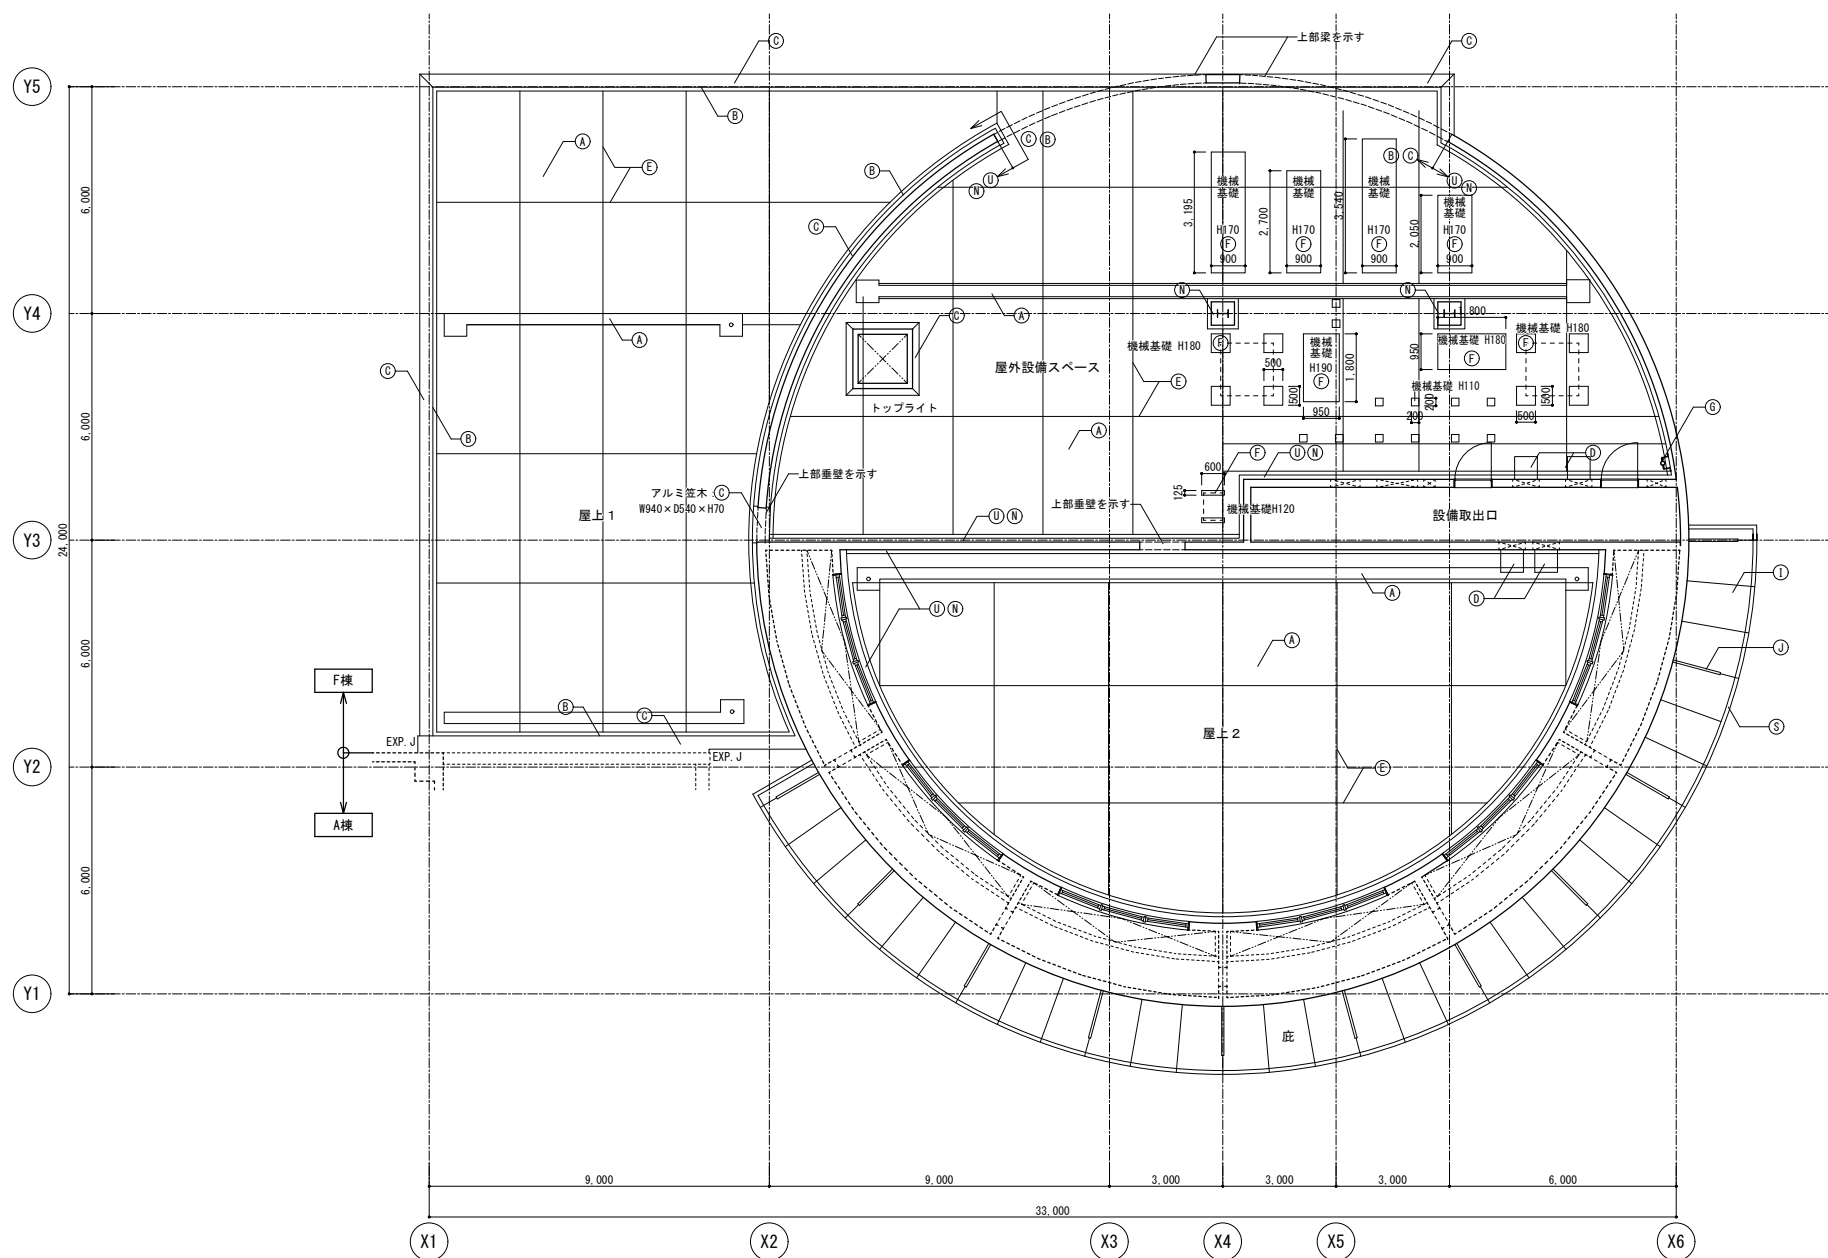 Ⓒ
上部梁を示す
Ⓒ
Y5
Ⓑ
Ⓐ
Ⓔ
Ⓒ Ⓑ
Ⓑ
Ⓤ
Ⓝ
Ⓑ Ⓒ
Ⓤ
Ⓝ
6,000
3,195
機械
基礎
H170
Ⓕ
900
2,700
機械
基礎
H170
Ⓕ
900
3,540
機械
基礎
H170
Ⓕ
900
2,050
機械
基礎
H170
Ⓕ
900
Ⓒ
Y4
Ⓐ
Ⓐ
Ⓝ
Ⓝ
800
Ⓒ
機械基礎 H180
Ⓕ
機械
基礎
H190
Ⓕ
1,800
950
500
500
950
機械基礎 H180
Ⓕ
機械基礎 H180
Ⓕ
機械基礎 H110
200
200
500
500
屋外設備スペース
Ⓔ
トップライト
Ⓒ
Ⓑ
6,000
Ⓐ
Ⓖ
上部垂壁を示す
アルミ笠木：Ⓒ
W940×D540×H70
屋上１
600
Ⓕ
Ⓤ Ⓝ
Ⓓ
125
機械基礎H120
上部垂壁を示す
Ⓤ Ⓝ
設備取出口
Y3
24,000
Ⓘ
Ⓐ
Ⓓ
Ⓤ Ⓝ
Ⓐ
Ⓙ
6,000
F棟
Ⓑ
Ⓒ
Ⓢ
屋上２
EXP.J
EXP.J
Y2
Ⓔ
A棟
6,000
Y1
庇
9,000
9,000
3,000
3,000
3,000
6,000
33,000
X1
X2
X3
X4
X5
X6